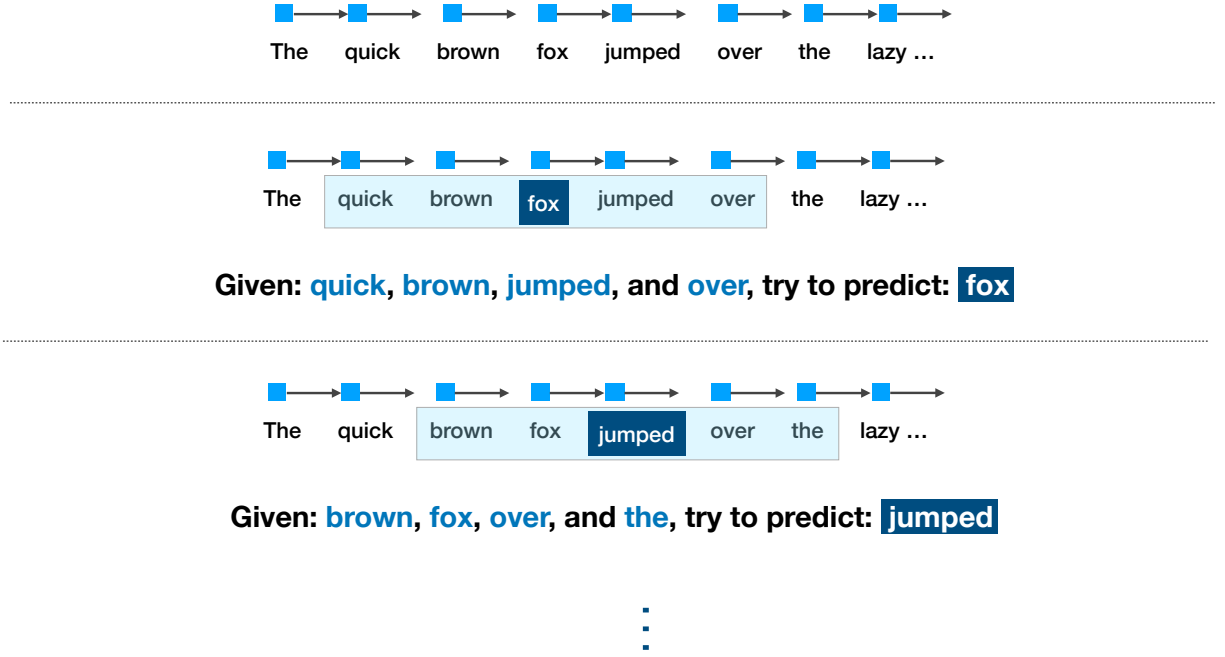 The quick brown fox jumped over the lazy ...
The quick brown fox jumped over the lazy ...
Given: quick, brown, jumped, and over, try to predict: fox
The quick brown fox jumped over the lazy ...
Given: brown, fox, over, and the, try to predict: jumped